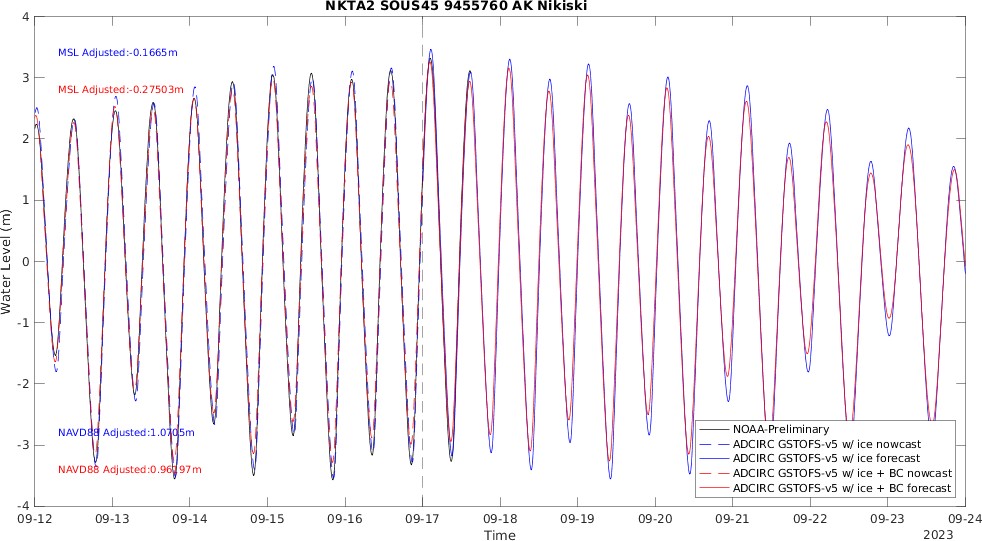 NKTA2 SOUS45 9455760 AK Nikiski
4
MSL Adjusted:-0.1665m
3
MSL Adjusted:-0.27503m
2
1
Water Level (m)
0
-1
-2
NAVD88 Adjusted:1.0705m
-3
NAVD88 Adjusted:0.96197m
-4
NOAA-Preliminary
ADCIRC GSTOFS-v5 w/ ice nowcast
ADCIRC GSTOFS-v5 w/ ice forecast
ADCIRC GSTOFS-v5 w/ ice + BC nowcast
ADCIRC GSTOFS-v5 w/ ice + BC forecast
09-12 09-13 09-14 09-15 09-16 09-17 09-18 09-19 09-20 09-21 09-22 09-23 09-24
Time
2023